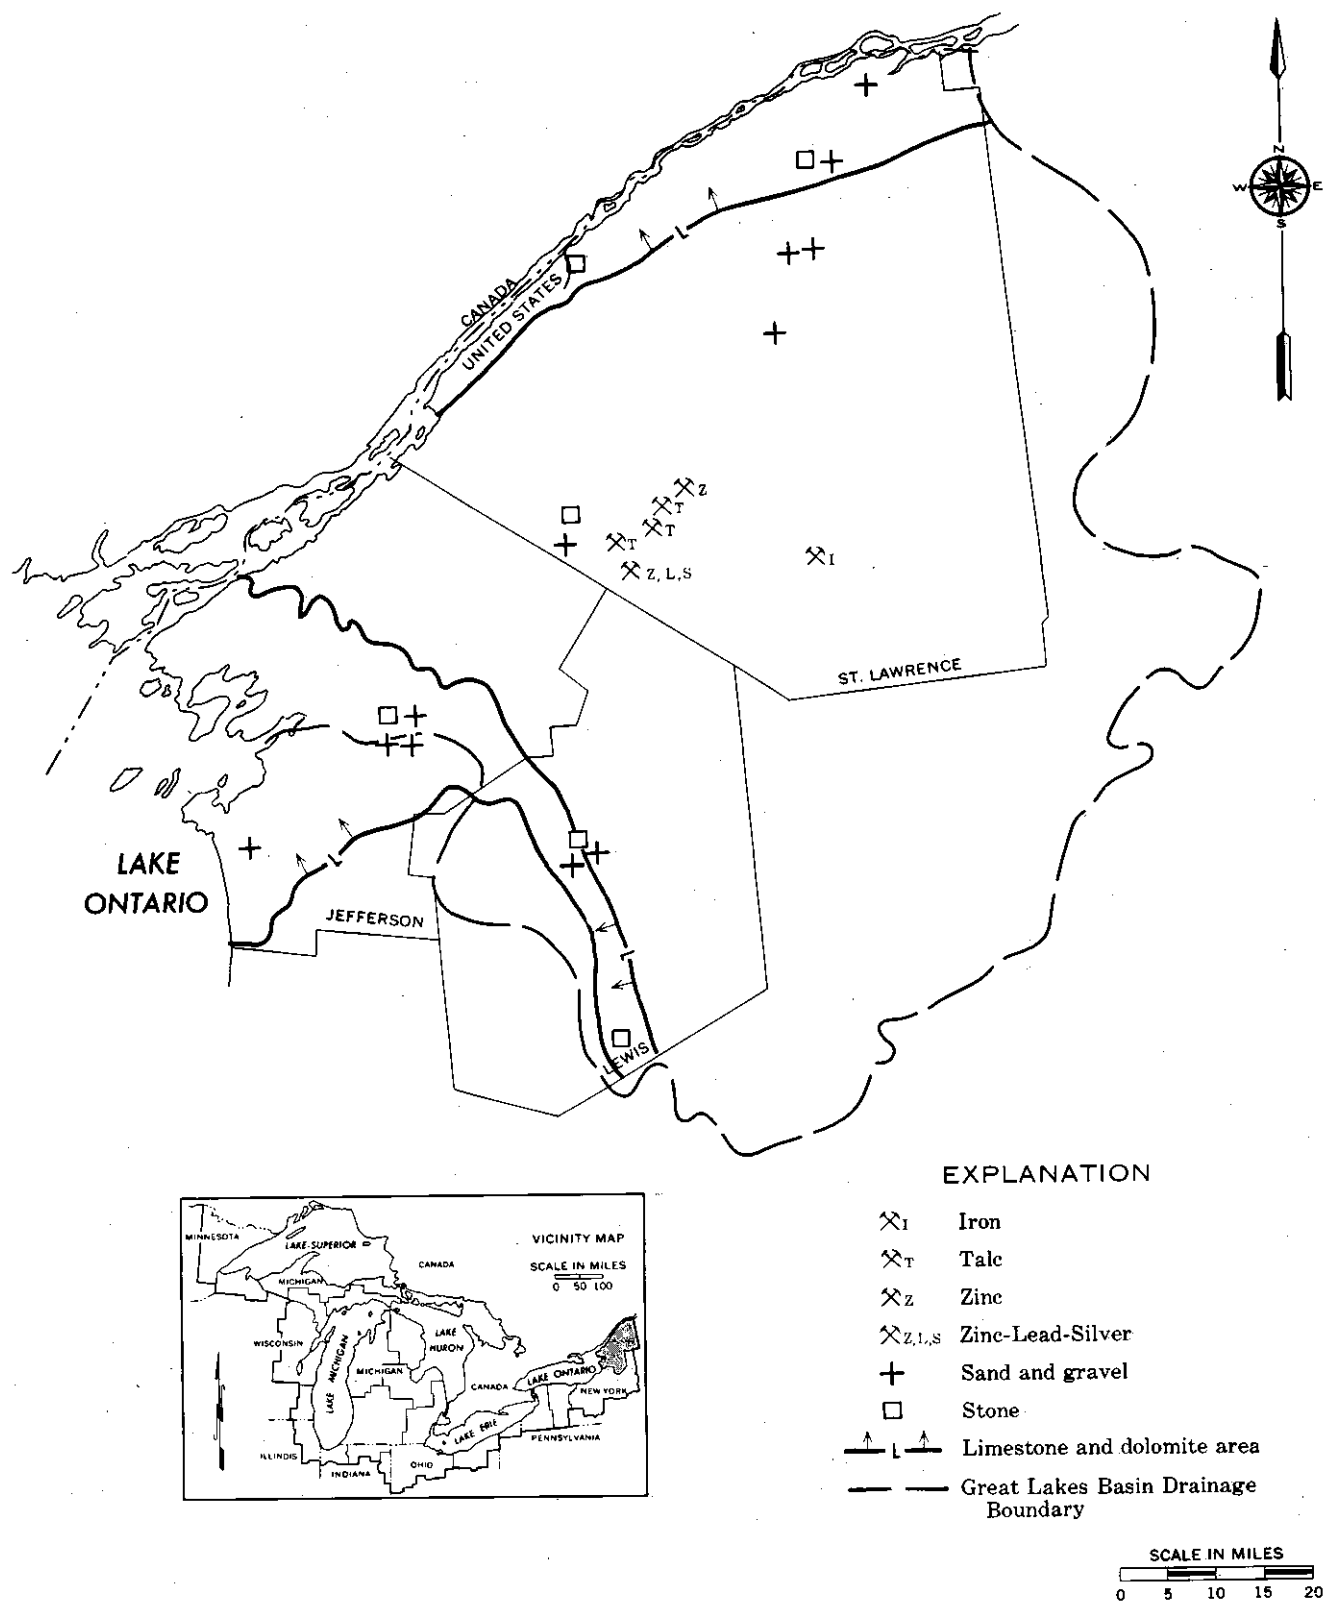 N
W
E
S
CANADA
UNITED STATES
L
Z
T
T
T
Z, L, S
I
ST. LAWRENCE
LAKE
ONTARIO
L
JEFFERSON
L
LEWIS
EXPLANATION
I Iron
T Talc
Z Zinc
Z,L,S Zinc-Lead-Silver
Sand and gravel
Stone
L Limestone and dolomite area
Great Lakes Basin Drainage
Boundary
SCALE IN MILES
0 5 10 15 20
VICINITY MAP
SCALE IN MILES
0 50 100
MINNESOTA
LAKE SUPERIOR
CANADA
MICHIGAN
WISCONSIN
LAKE MICHIGAN
MICHIGAN
LAKE
HURON
CANADA
LAKE ONTARIO
NEW YORK
LAKE ERIE
PENNSYLVANIA
ILLINOIS
INDIANA
OHIO